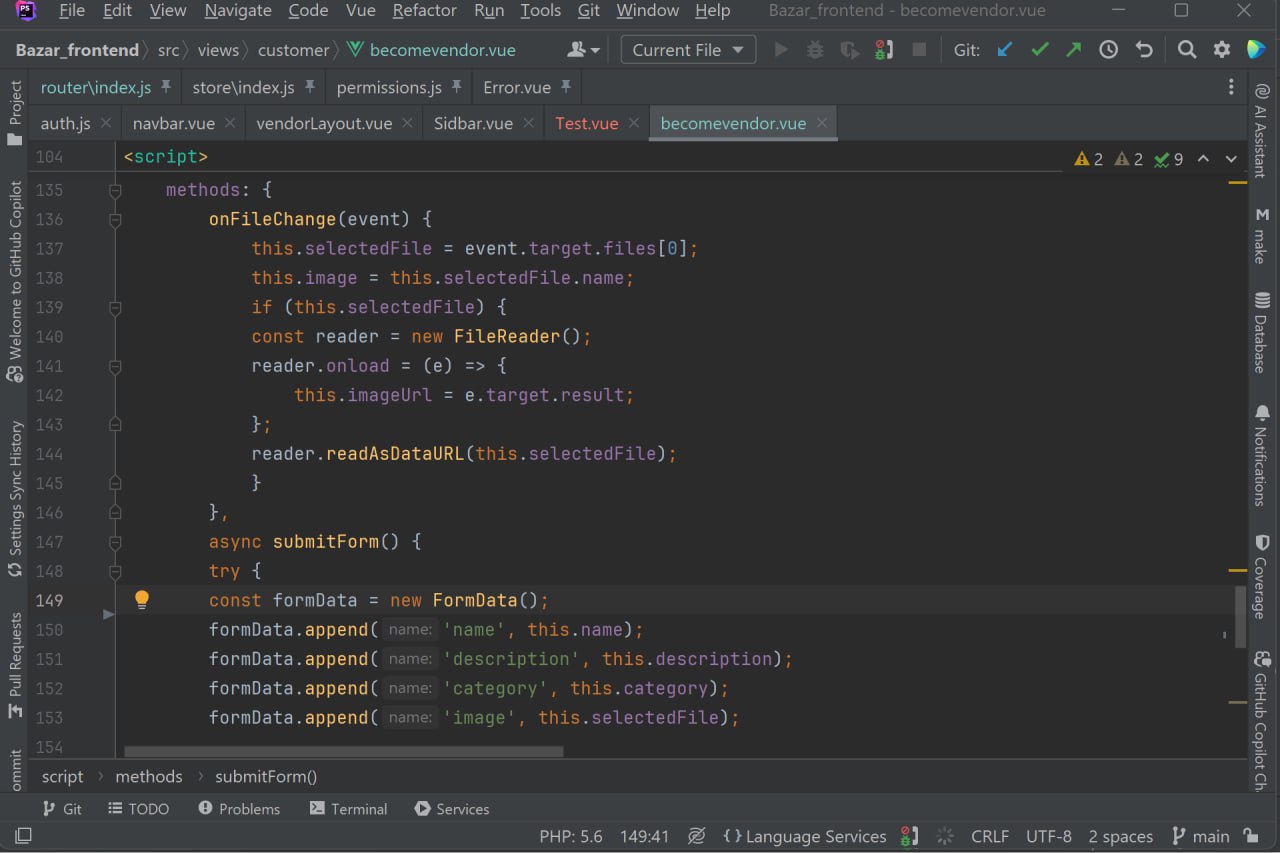 PS File Edit View Navigate Code Vue Refactor Run Tools Git Window Help Bazar_frontend - becomevendor.vue
Bazar_frontend src views customer becomevendor.vue Current File Git:
router\index.js store\index.js permissions.js Error.vue
auth.js navbar.vue vendorLayout.vue Sidbar.vue Test.vue becomevendor.vue
104 <script> 2 2 9
135 methods: {
136 onFileChange(event) {
137 this.selectedFile = event.target.files[0];
138 this.image = this.selectedFile.name;
139 if (this.selectedFile) {
140 const reader = new FileReader();
141 reader.onload = (e) => {
142 this.imageUrl = e.target.result;
143 };
144 reader.readAsDataURL(this.selectedFile);
145 }
146 },
147 async submitForm() {
148 try {
149 const formData = new FormData();
150 formData.append( name: 'name', this.name);
151 formData.append( name: 'description', this.description);
152 formData.append( name: 'category', this.category);
153 formData.append( name: 'image', this.selectedFile);
154
Project
Welcome to GitHub Copilot
Settings Sync History
Pull Requests
ommit
AI Assistant
M make
Database
Notifications
Coverage
GitHub Copilot Ch
script methods submitForm()
Git TODO Problems Terminal Services
PHP: 5.6 149:41 {} Language Services CRLF UTF-8 2 spaces main